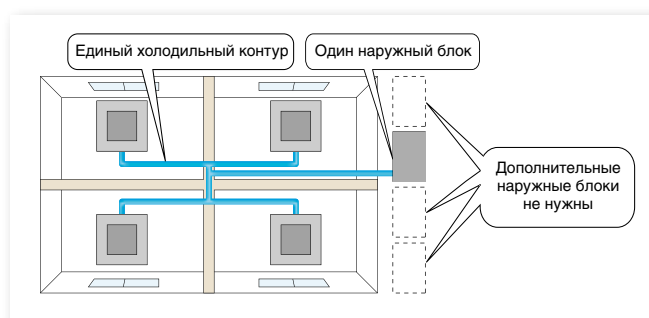 Единый холодильный контур
Один наружный блок
Дополнительные
наружные блоки
не нужны